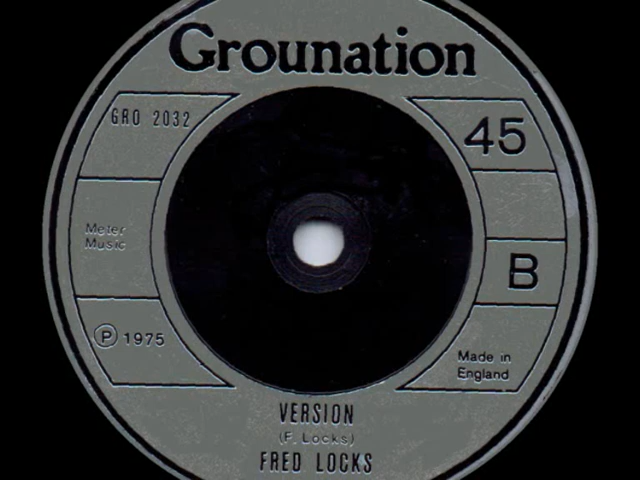 Grounation
GRO 2032
45
Meter
Music
B
℗ 1975
Made in
England
VERSION
(F. Locks)
FRED LOCKS